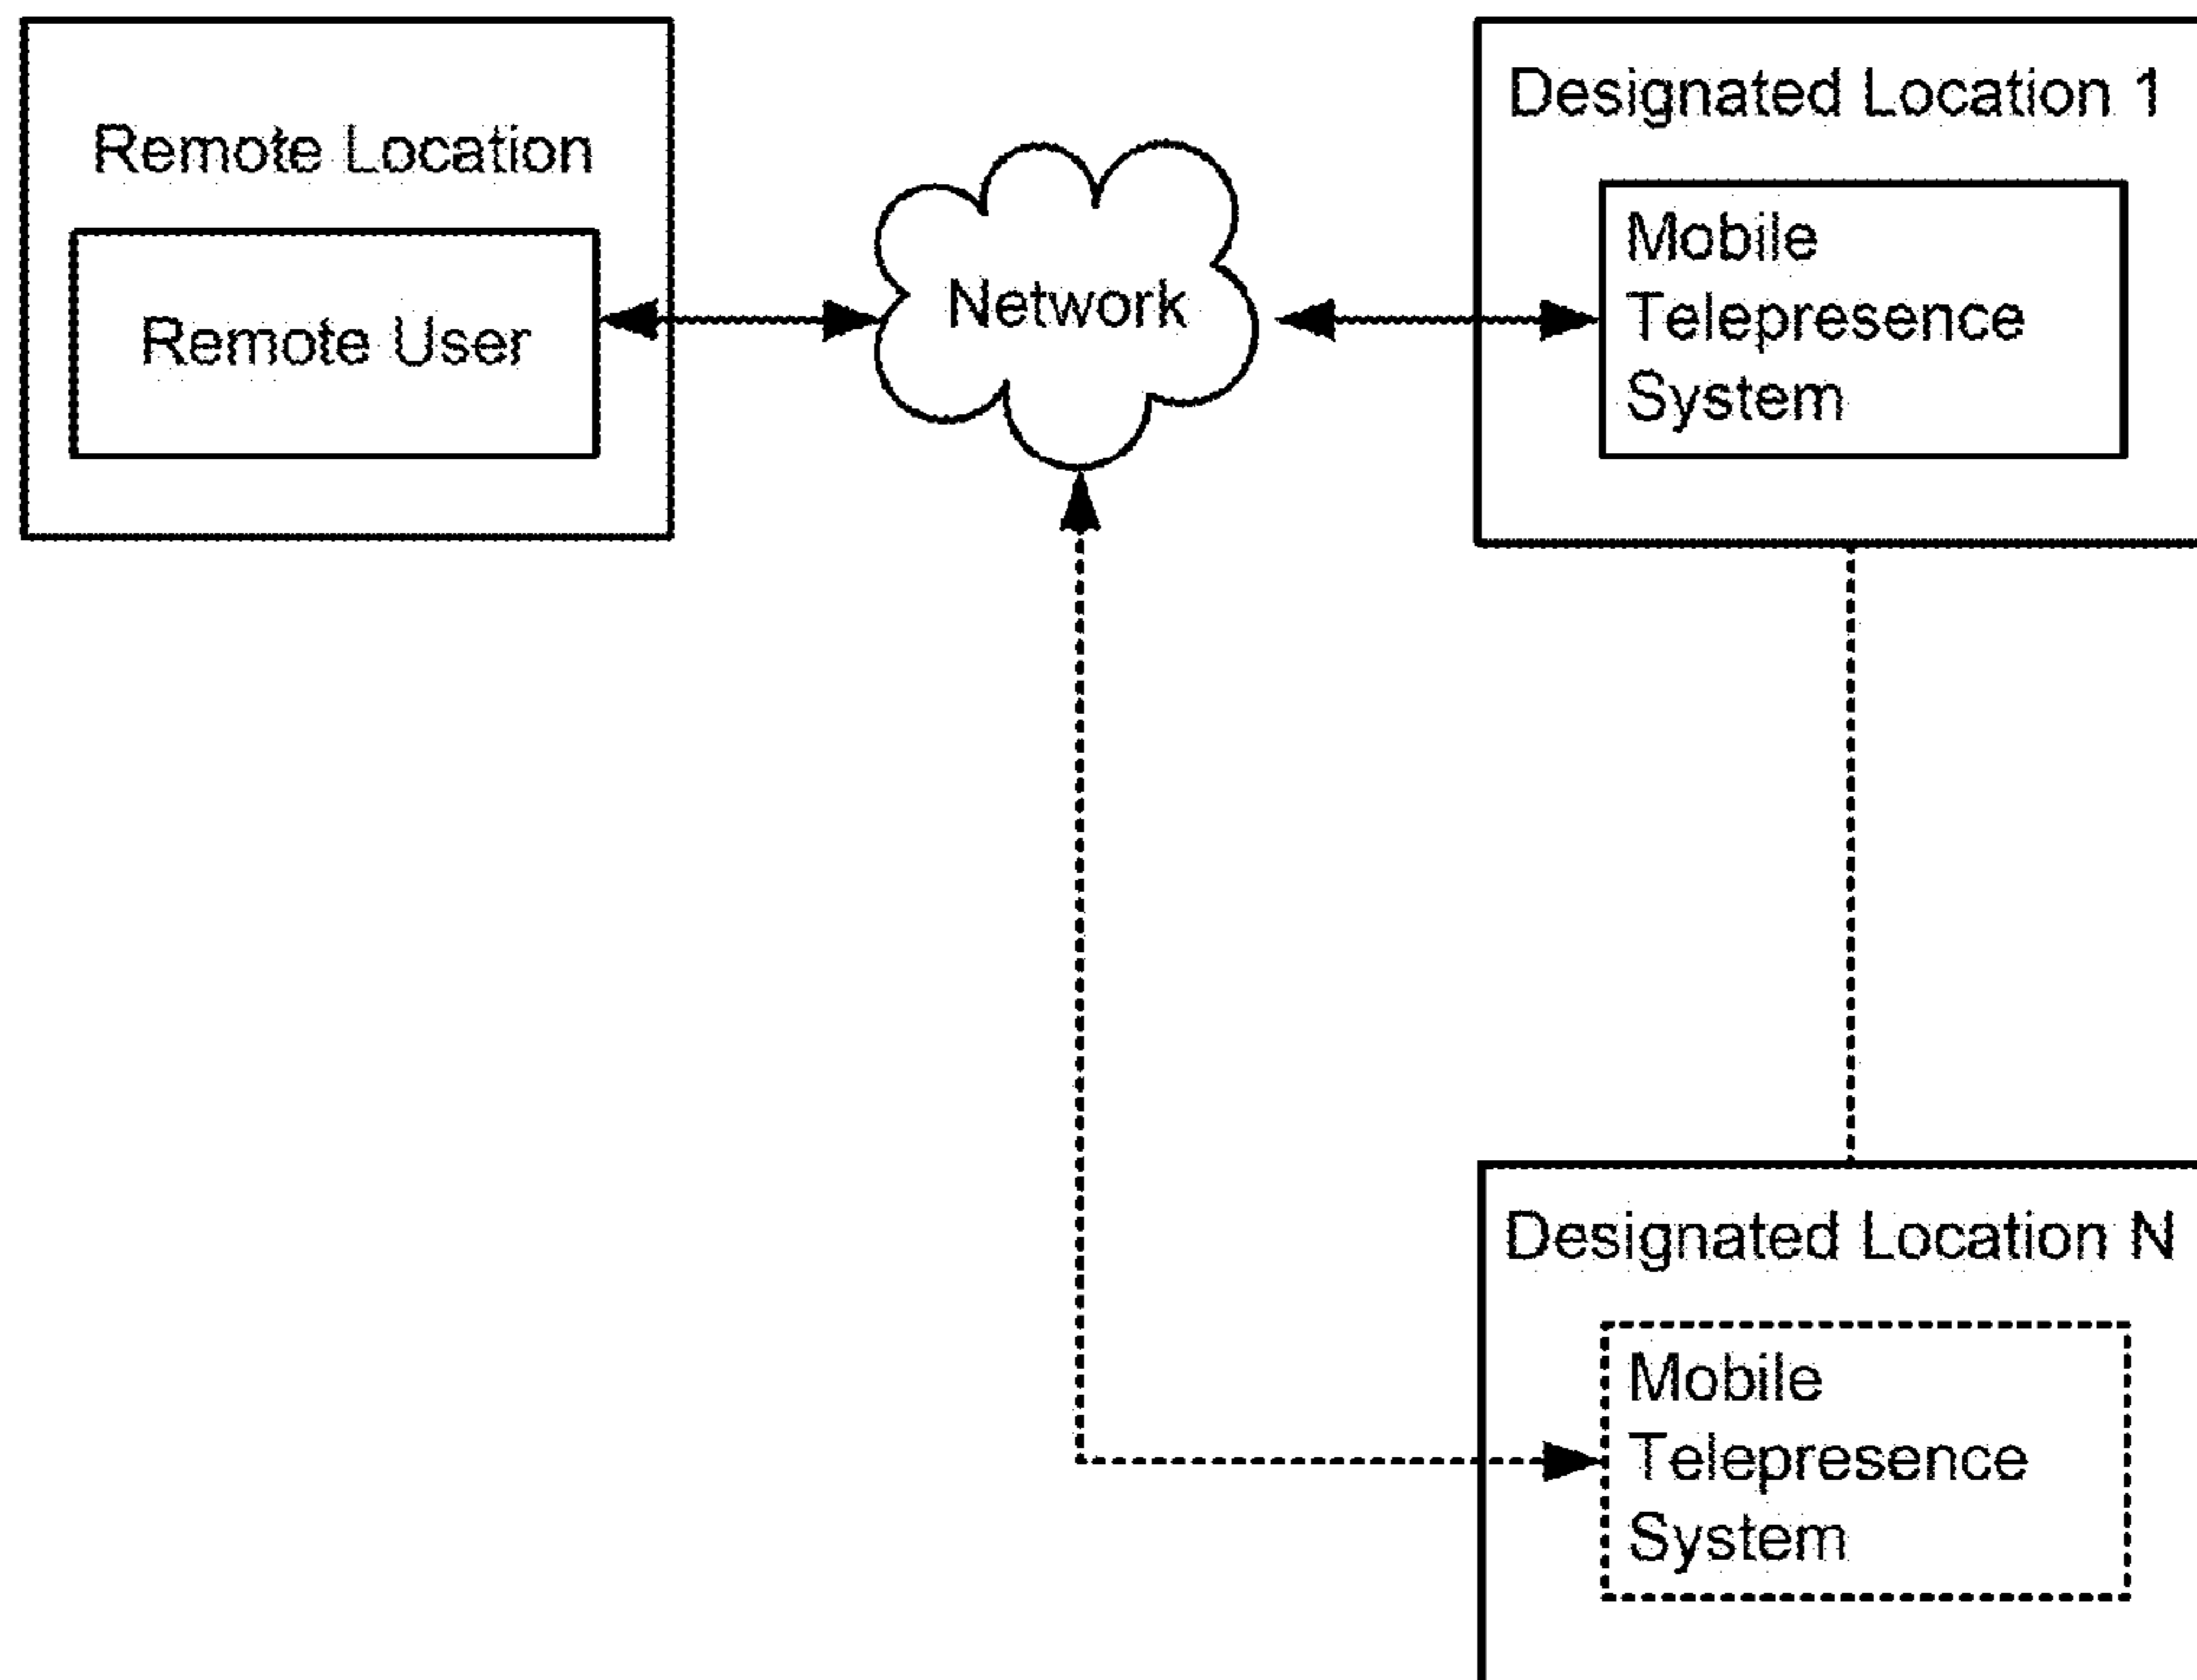 Remote Location
Remote User
Network
Designated Location 1
Mobile
Telepresence
System
Designated Location N
Mobile
Telepresence
System